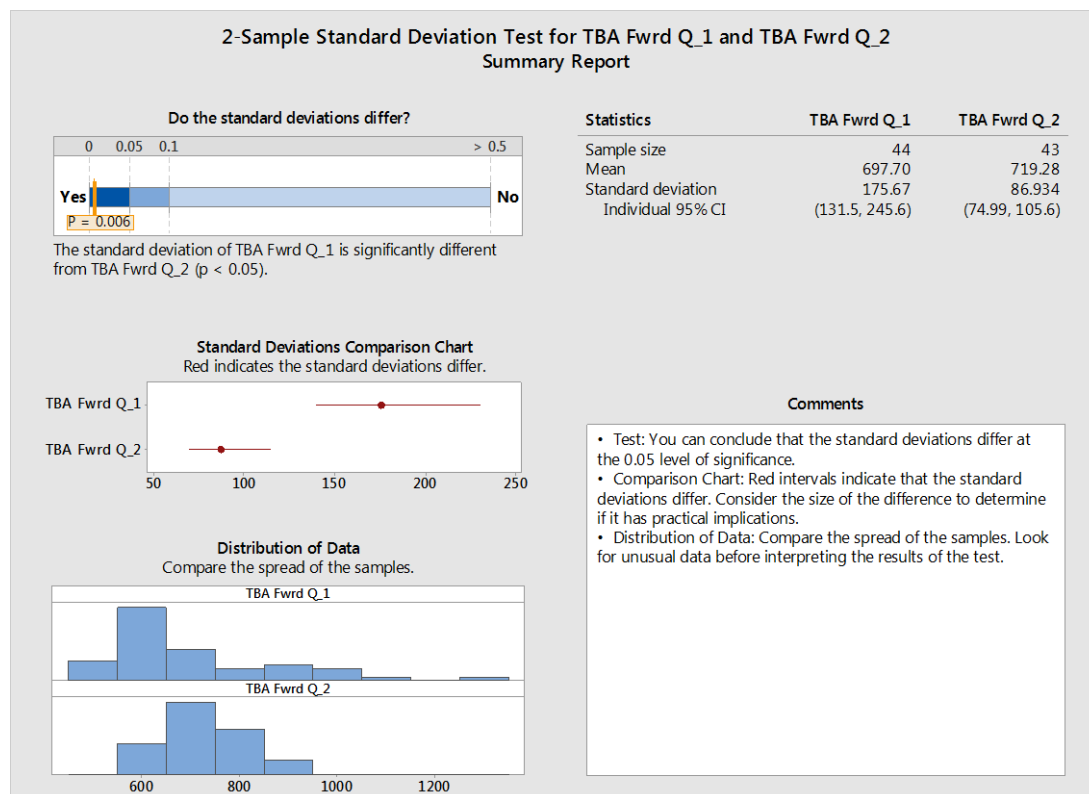 2-Sample Standard Deviation Test for TBA Fwrd Q_1 and TBA Fwrd Q_2
Summary Report
Do the standard deviations differ?
0 0.05 0.1 > 0.5
Yes No
P = 0.006
The standard deviation of TBA Fwrd Q_1 is significantly different
from TBA Fwrd Q_2 (p < 0.05).
Statistics TBA Fwrd Q_1 TBA Fwrd Q_2
Sample size 44 43
Mean 697.70 719.28
Standard deviation 175.67 86.934
Individual 95% CI (131.5, 245.6) (74.99, 105.6)
Standard Deviations Comparison Chart
Red indicates the standard deviations differ.
TBA Fwrd Q_1
TBA Fwrd Q_2
50 100 150 200 250
Distribution of Data
Compare the spread of the samples.
TBA Fwrd Q_1
TBA Fwrd Q_2
600 800 1000 1200
Comments
• Test: You can conclude that the standard deviations differ at
the 0.05 level of significance.
• Comparison Chart: Red intervals indicate that the standard
deviations differ. Consider the size of the difference to determine
if it has practical implications.
• Distribution of Data: Compare the spread of the samples. Look
for unusual data before interpreting the results of the test.